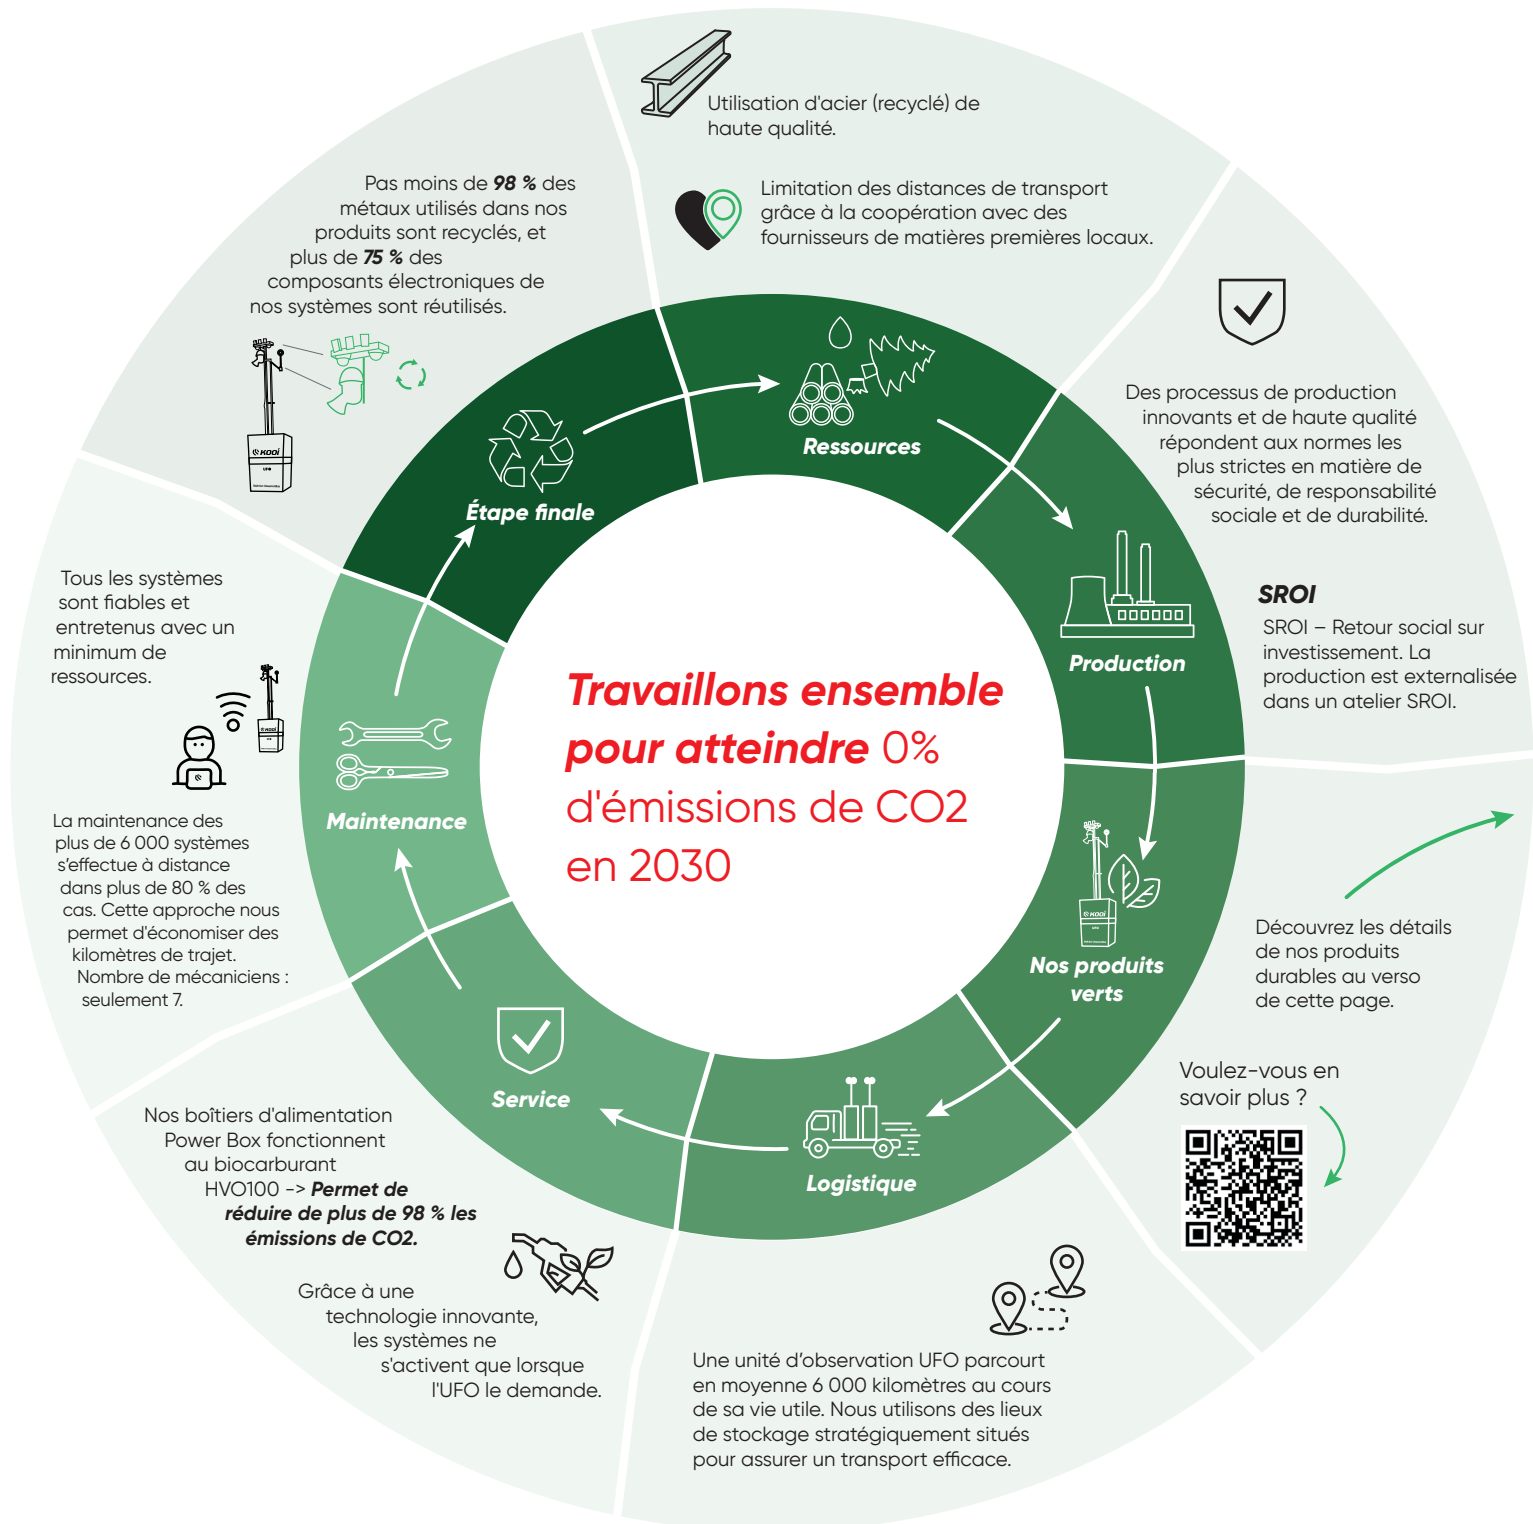 Utilisation d'acier (recyclé) de
haute qualité.
Limitation des distances de transport
grâce à la coopération avec des
fournisseurs de matières premières locaux.
Ressources
Des processus de production
innovants et de haute qualité
répondent aux normes les
plus strictes en matière de
sécurité, de responsabilité
sociale et de durabilité.
SROI
SROI – Retour social sur
investissement. La
production est externalisée
dans un atelier SROI.
Production
Découvrez les détails
de nos produits
durables au verso
de cette page.
Voulez-vous en
savoir plus ?
KOOI
UFO
Nos produits
verts
Logistique
Une unité d’observation UFO parcourt
en moyenne 6 000 kilomètres au cours
de sa vie utile. Nous utilisons des lieux
de stockage stratégiquement situés
pour assurer un transport efficace.
Service
Nos boîtiers d'alimentation
Power Box fonctionnent
au biocarburant
HVO100 -> Permet de
réduire de plus de 98 % les
émissions de CO2.
Grâce à une
technologie innovante,
les systèmes ne
s'activent que lorsque
l'UFO le demande.
Maintenance
Tous les systèmes
sont fiables et
entretenus avec un
minimum de
ressources.
KOOI
La maintenance des
plus de 6 000 systèmes
s’effectue à distance
dans plus de 80 % des
cas. Cette approche nous
permet d'économiser des
kilomètres de trajet.
Nombre de mécaniciens :
seulement 7.
Étape finale
Pas moins de 98 % des
métaux utilisés dans nos
produits sont recyclés, et
plus de 75 % des
composants électroniques de
nos systèmes sont réutilisés.
KOOI
UFO
Travaillons ensemble
pour atteindre 0%
d'émissions de CO2
en 2030